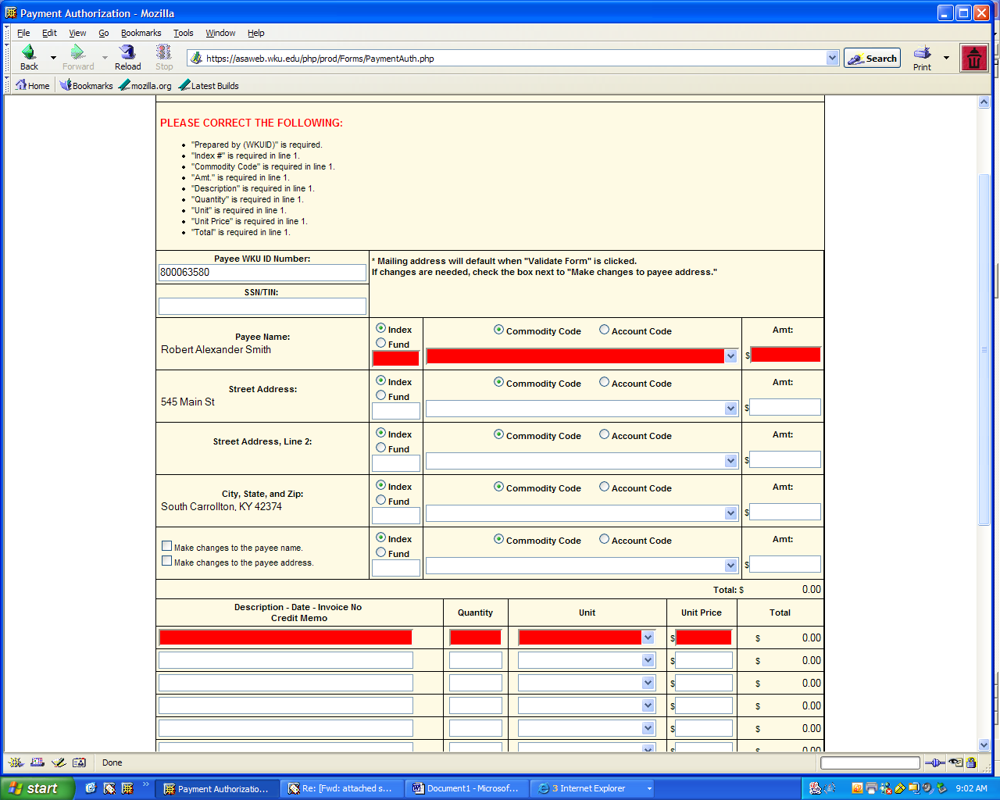 Payment Authorization - Mozilla
File Edit View Go Bookmarks Tools Window Help
Back Forward Reload Stop https://asaweb.wku.edu/php/prod/Forms/PaymentAuth.php Search Print
Home Bookmarks mozilla.org Latest Builds
PLEASE CORRECT THE FOLLOWING:
"Prepared by (WKUID)" is required.
"Index #" is required in line 1.
"Commodity Code" is required in line 1.
"Amt." is required in line 1.
"Description" is required in line 1.
"Quantity" is required in line 1.
"Unit" is required in line 1.
"Unit Price" is required in line 1.
"Total" is required in line 1.
Payee WKU ID Number:
800063580
* Mailing address will default when "Validate Form" is clicked.
If changes are needed, check the box next to "Make changes to payee address."
SSN/TIN:
Payee Name:
Robert Alexander Smith
Index
Fund
Commodity Code Account Code
Amt:
$
Street Address:
545 Main St
Index
Fund
Commodity Code Account Code
Amt:
$
Street Address, Line 2:
Index
Fund
Commodity Code Account Code
Amt:
$
City, State, and Zip:
South Carrollton, KY 42374
Index
Fund
Commodity Code Account Code
Amt:
$
Make changes to the payee name.
Make changes to the payee address.
Index
Fund
Commodity Code Account Code
Amt:
$
Total: $ 0.00
Description - Date - Invoice No
Credit Memo
Quantity Unit Unit Price Total
$ $ 0.00
$ $ 0.00
$ $ 0.00
$ $ 0.00
$ $ 0.00
$ $ 0.00
Done
start Payment Authorizatio... Re: [Fwd: attached s... Document1 - Microsof... 3 Internet Explorer 9:02 AM